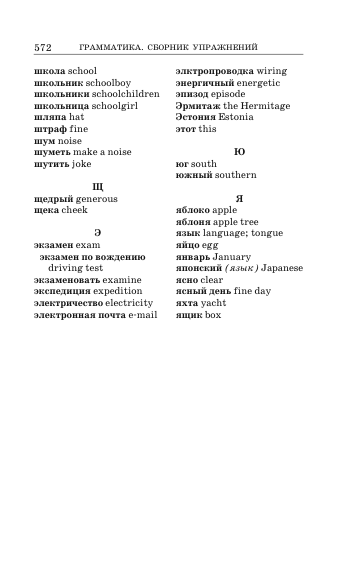 572 ГРАММАТИКА. СБОРНИК УПРАЖНЕНИЙ
школа school
школьник schoolboy
школьники schoolchildren
школьница schoolgirl
шляпа hat
штраф fine
шум noise
шуметь make a noise
шутить joke
Щ
щедрый generous
щека cheek
Э
экзамен exam
экзамен по вождению
driving test
экзаменовать examine
экспедиция expedition
электричество electricity
электронная почта e-mail
элктропроводка wiring
энергичный energetic
эпизод episode
Эрмитаж the Hermitage
Эстония Estonia
этот this
Ю
юг south
южный southern
Я
яблоко apple
яблоня apple tree
язык language; tongue
яйцо egg
январь January
японский (язык) Japanese
ясно clear
ясный день fine day
яхта yacht
ящик box